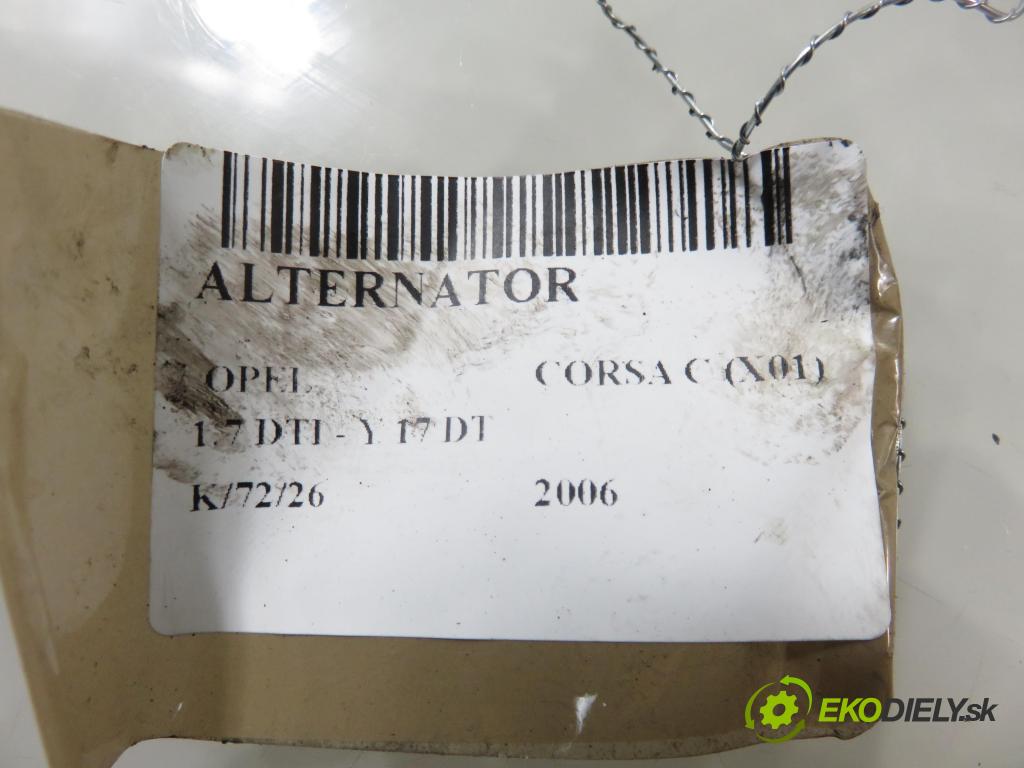 ALTERNATOR
OPEL CORSA C (X01)
1.7 DTI - Y 17 DT
K/72/26 2006
EKODIELY.sk